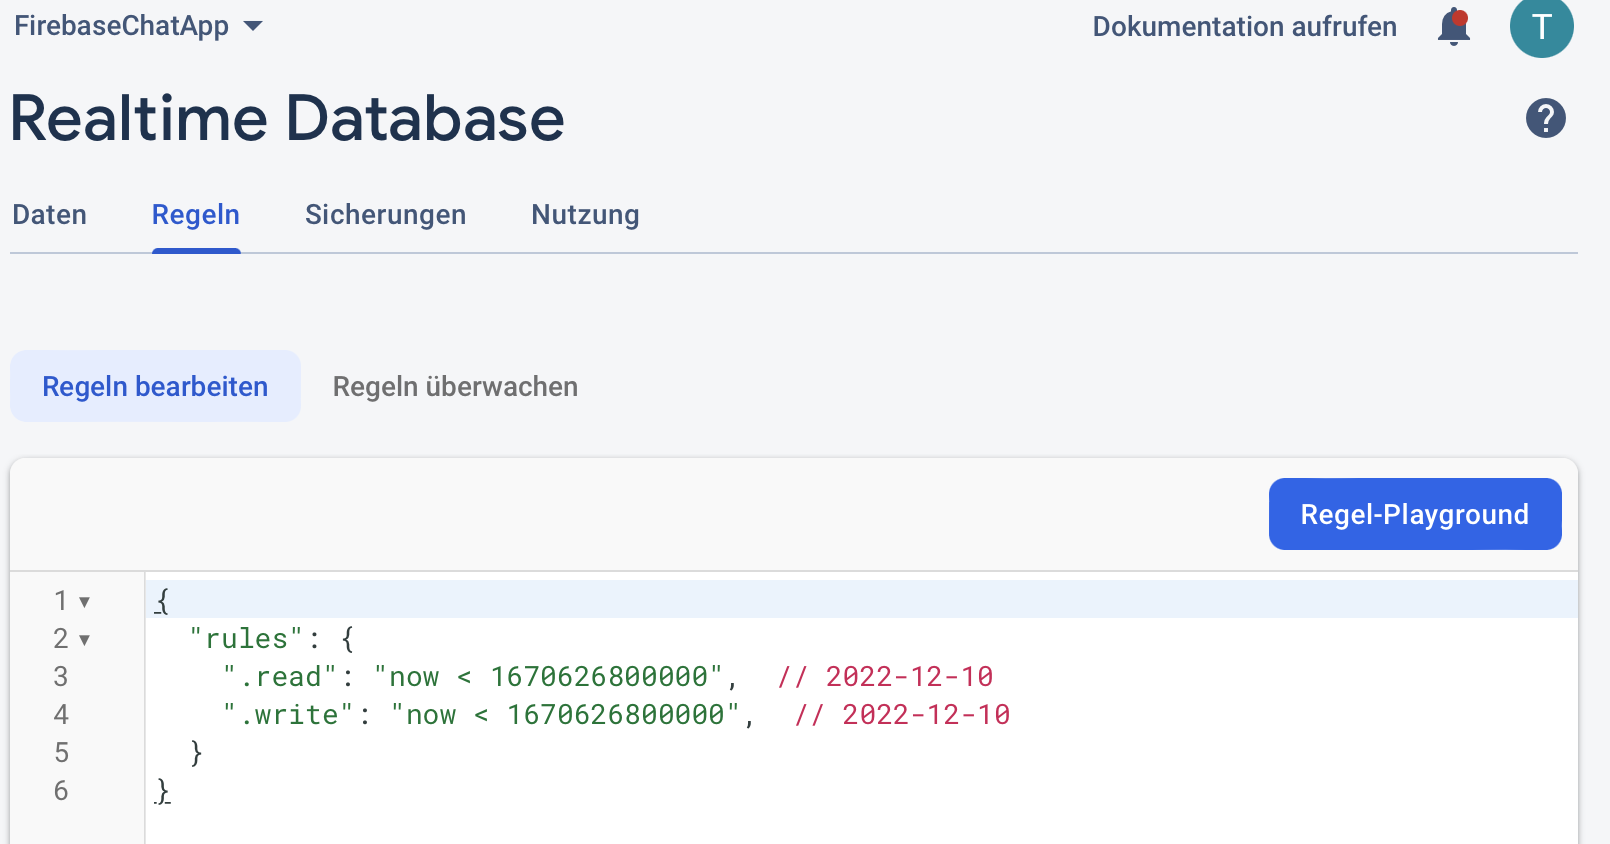 FirebaseChatApp
Dokumentation aufrufen
T
Realtime Database
?
Daten Regeln Sicherungen Nutzung
Regeln bearbeiten Regeln überwachen
Regel-Playground
1 {
2 "rules": {
3 ".read": "now < 1670626800000",  // 2022-12-10
4 ".write": "now < 1670626800000",  // 2022-12-10
5 }
6 }